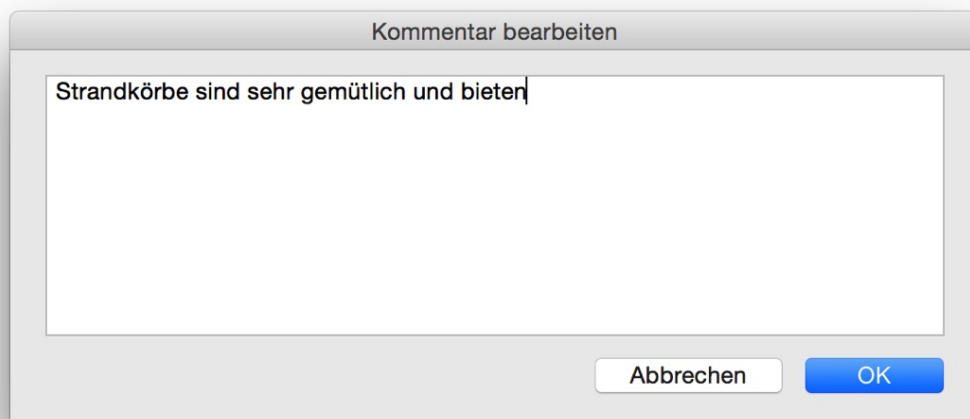 Kommentar bearbeiten
Strandkörbe sind sehr gemütlich und bieten
Abbrechen
OK